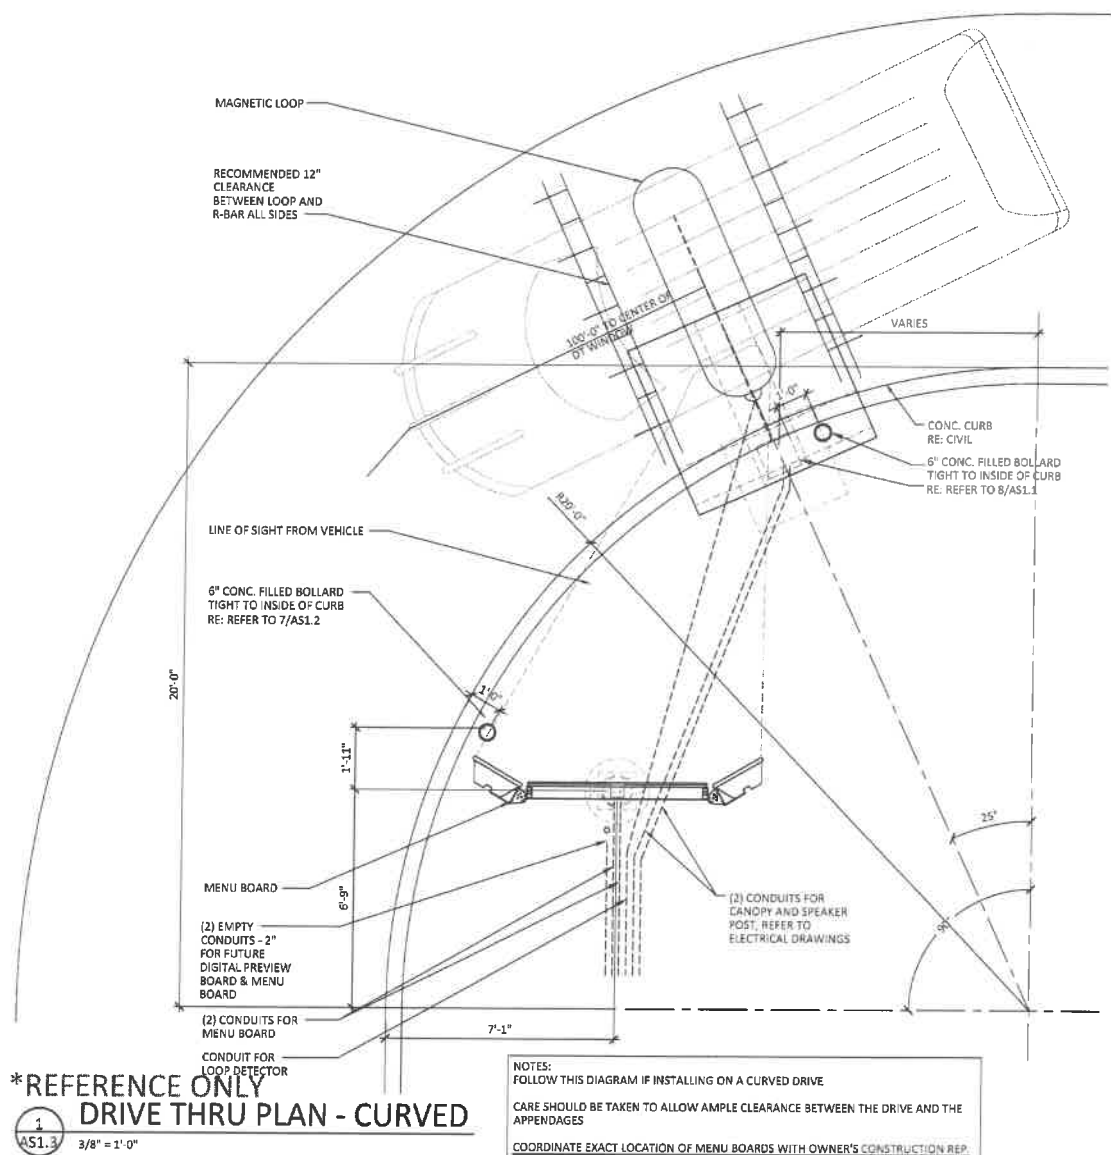 MAGNETIC LOOP
RECOMMENDED 12"
CLEARANCE
BETWEEN LOOP AND
R-BAR ALL SIDES
100'-0" TO CENTER OF
DT WINDOW
VARIES
1'-0"
CONC. CURB
RE: CIVIL
6" CONC. FILLED BOLLARD
TIGHT TO INSIDE OF CURB
RE: REFER TO 8/AS1.1
R20'-0"
LINE OF SIGHT FROM VEHICLE
6" CONC. FILLED BOLLARD
TIGHT TO INSIDE OF CURB
RE: REFER TO 7/AS1.2
20'-0"
1'-0"
1'-11"
25°
MENU BOARD
6'-9"
(2) EMPTY
CONDUITS - 2"
FOR FUTURE
DIGITAL PREVIEW
BOARD & MENU
BOARD
(2) CONDUITS FOR
CANOPY AND SPEAKER
POST, REFER TO
ELECTRICAL DRAWINGS
90°
(2) CONDUITS FOR
MENU BOARD
7'-1"
CONDUIT FOR
LOOP DETECTOR
*REFERENCE ONLY
1
AS1.3
DRIVE THRU PLAN - CURVED
3/8" = 1'-0"
NOTES:
FOLLOW THIS DIAGRAM IF INSTALLING ON A CURVED DRIVE
CARE SHOULD BE TAKEN TO ALLOW AMPLE CLEARANCE BETWEEN THE DRIVE AND THE
APPENDAGES
COORDINATE EXACT LOCATION OF MENU BOARDS WITH OWNER'S CONSTRUCTION REP.